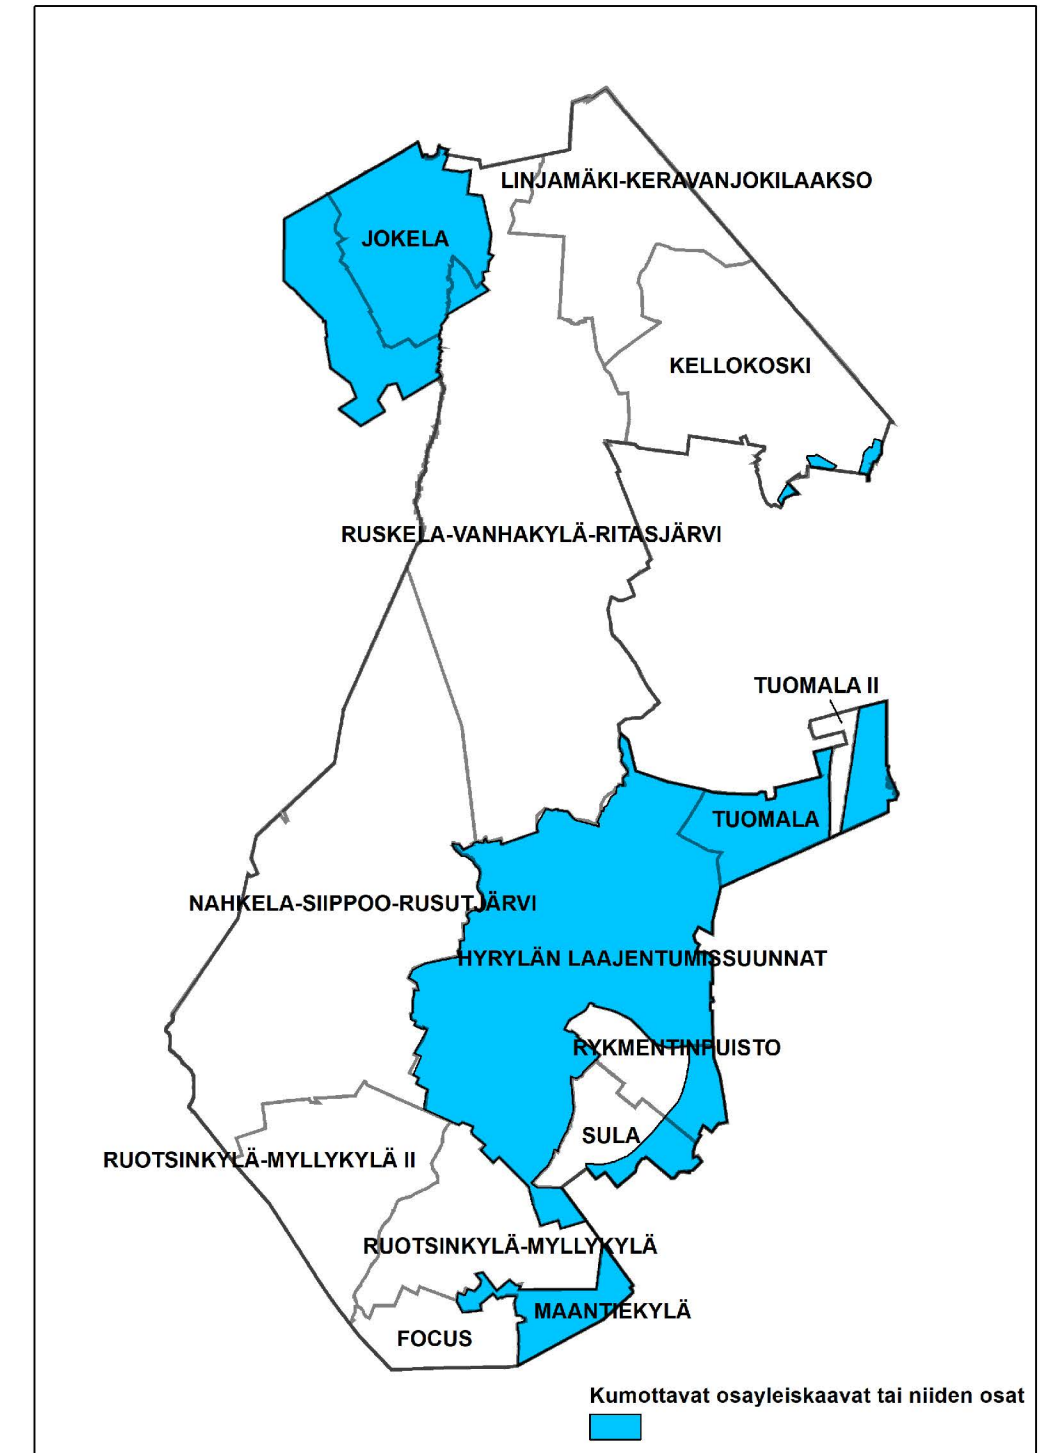 LINJAMÄKI-KERAVANJOKILAAKSO
JOKELA
KELLOKOSKI
RUSKELA-VANHAKYLÄ-RITASJÄRVI
TUOMALA II
TUOMALA
NAHKELA-SIIPPOO-RUSUTJÄRVI
HYRYLÄN LAAJENTUMISSUUNNAT
RYKMENTINPUISTO
SULA
RUOTSINKYLÄ-MYLLYKYLÄ II
RUOTSINKYLÄ-MYLLYKYLÄ
MAANTIEKYLÄ
FOCUS
Kumottavat osayleiskaavat tai niiden osat